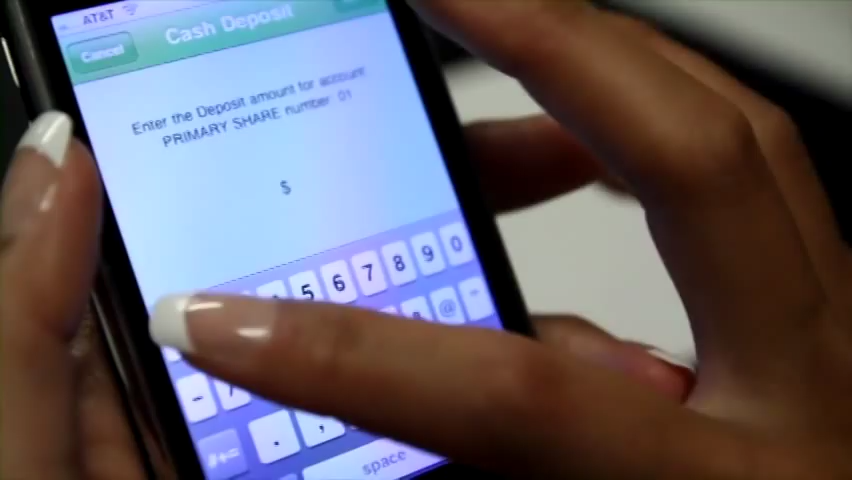 AT&T
Cancel
Cash Deposit
Enter the Deposit amount for account
PRIMARY SHARE number 01
$
5 6 7 8 9 0
@ "
- /
#+= . ,
space